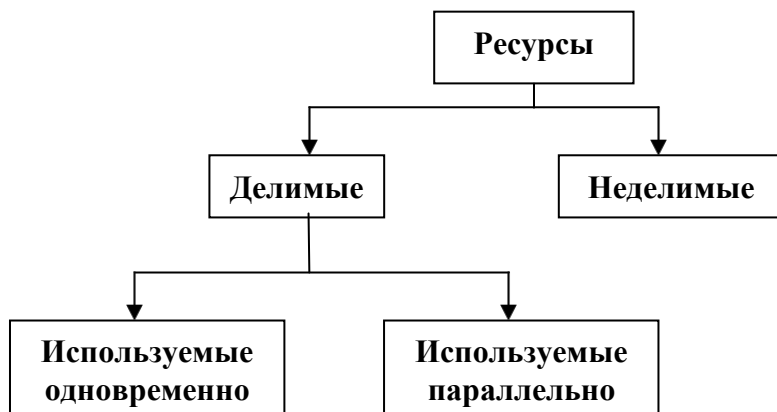 Ресурсы
Делимые
Неделимые
Используемые
одновременно
Используемые
параллельно